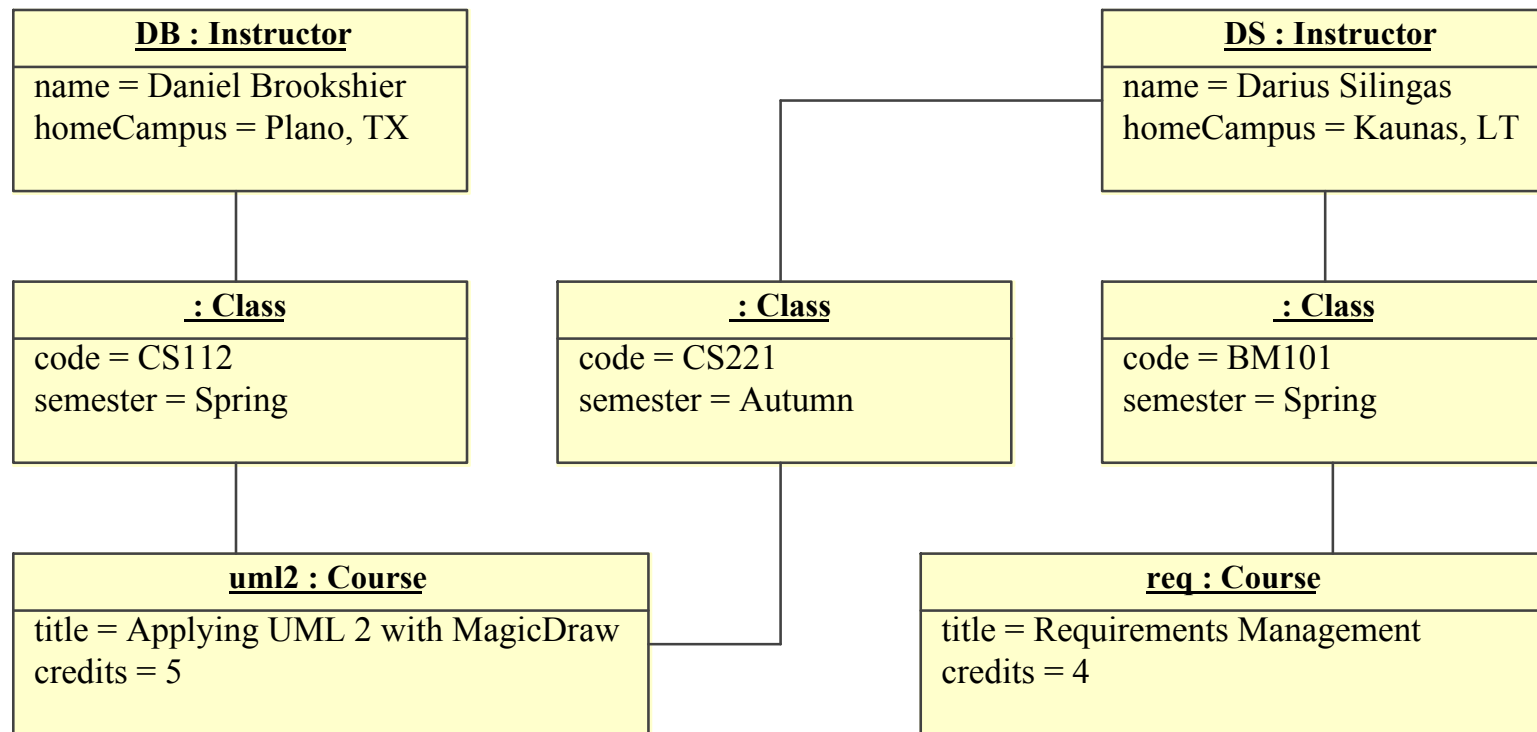 DB : Instructor
name = Daniel Brookshier
homeCampus = Plano, TX
DS : Instructor
name = Darius Silingas
homeCampus = Kaunas, LT
: Class
code = CS112
semester = Spring
: Class
code = CS221
semester = Autumn
: Class
code = BM101
semester = Spring
uml2 : Course
title = Applying UML 2 with MagicDraw
credits = 5
req : Course
title = Requirements Management
credits = 4